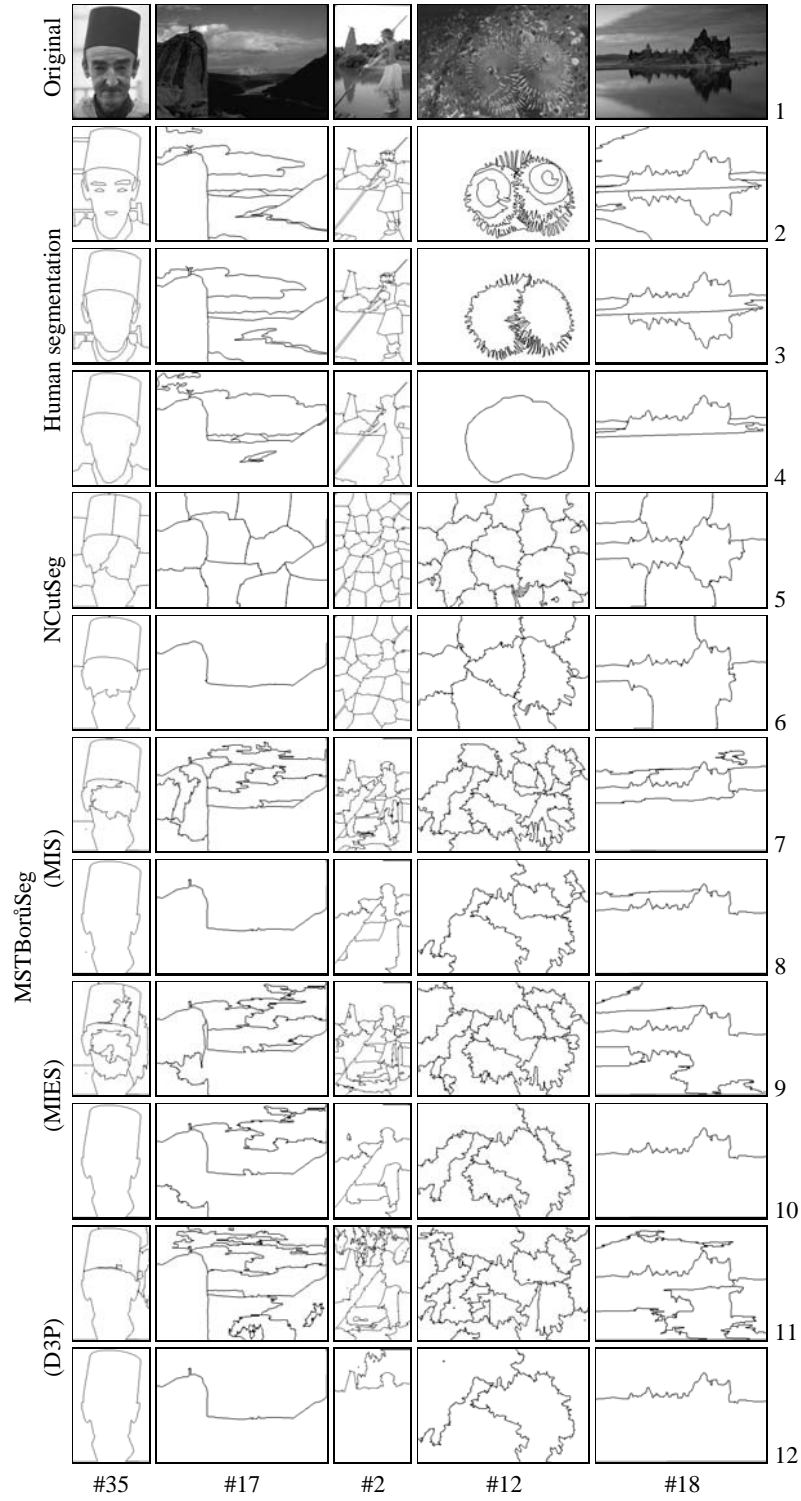 Original
1
2
Human segmentation
3
4
NCutSeg
5
6
MSTBorůSeg
(MIS)
7
8
(MIES)
9
10
(D3P)
11
12
#35 #17 #2 #12 #18